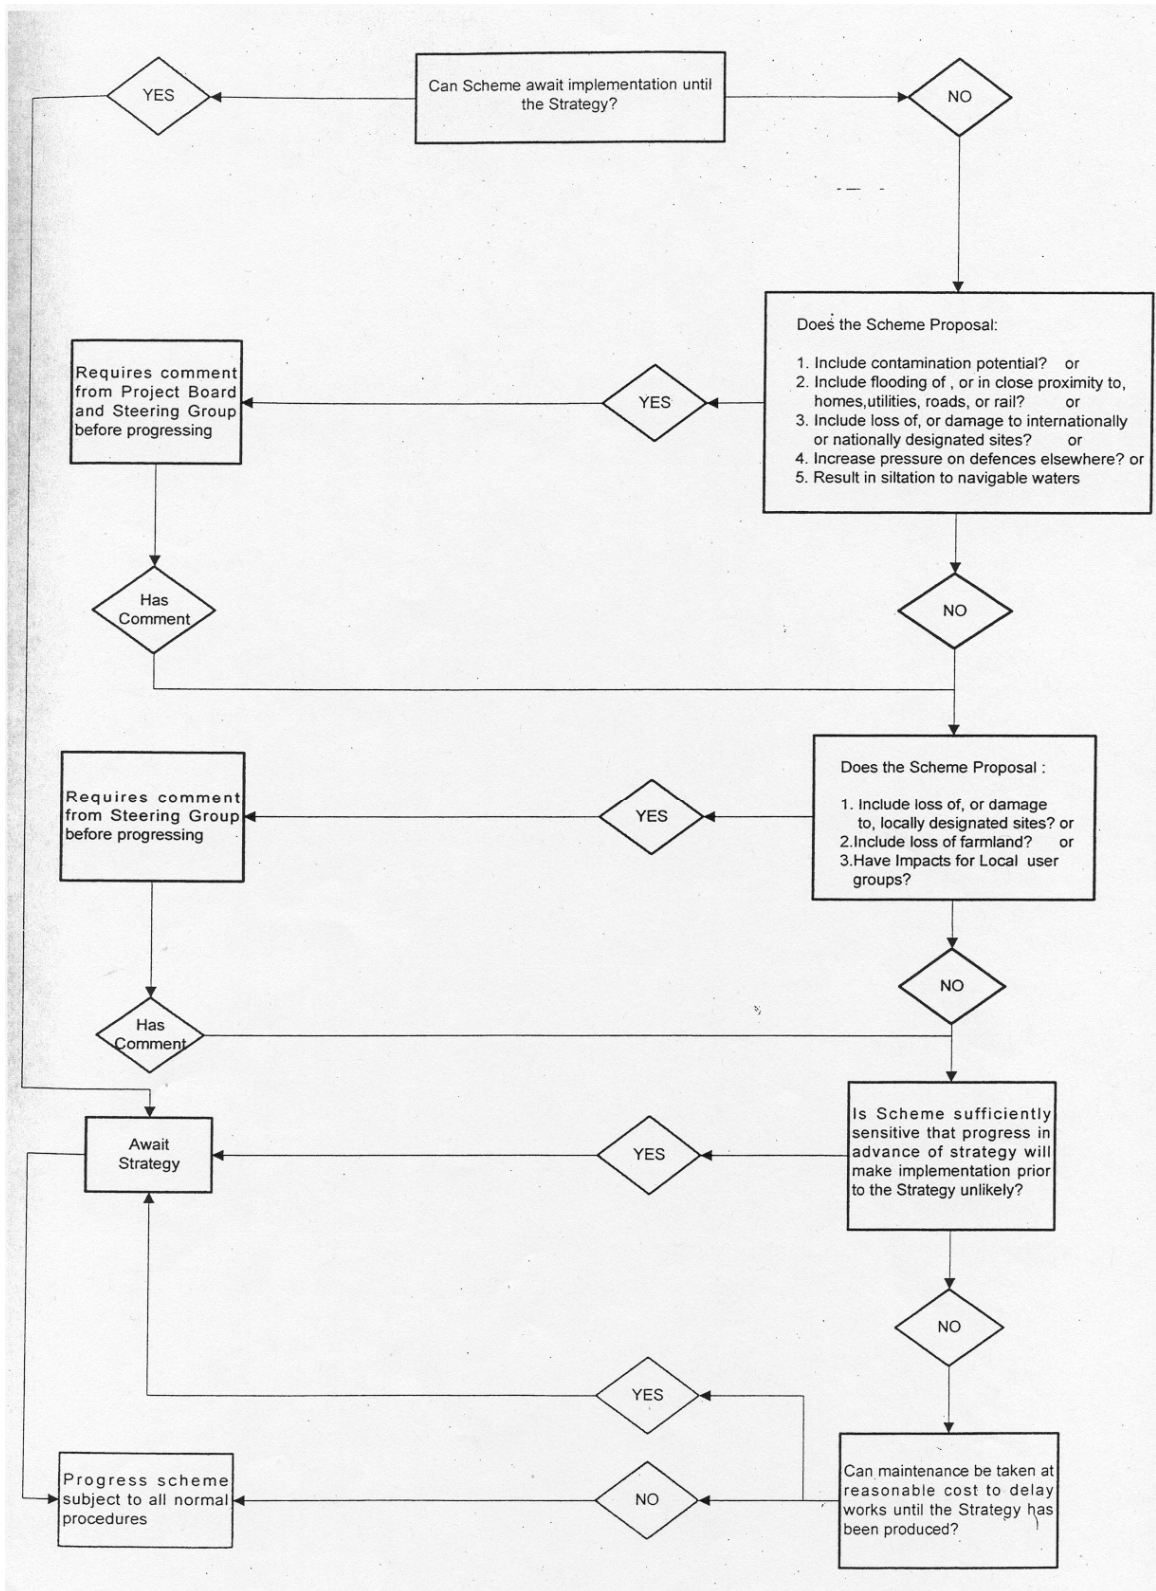 YES
Can Scheme await implementation until
the Strategy?
NO
Does the Scheme Proposal:
1. Include contamination potential? or
2. Include flooding of , or in close proximity to,
homes,utilities, roads, or rail? or
3. Include loss of, or damage to internationally
or nationally designated sites? or
4. Increase pressure on defences elsewhere? or
5. Result in siltation to navigable waters
YES
Requires comment
from Project Board
and Steering Group
before progressing
Has
Comment
NO
Does the Scheme Proposal :
1. Include loss of, or damage
to, locally designated sites? or
2.Include loss of farmland? or
3.Have Impacts for Local user
groups?
YES
Requires comment
from Steering Group
before progressing
NO
Has
Comment
Is Scheme sufficiently
sensitive that progress in
advance of strategy will
make implementation prior
to the Strategy unlikely?
YES
Await
Strategy
NO
YES
Can maintenance be taken at
reasonable cost to delay
works until the Strategy has
been produced?
NO
Progress scheme
subject to all normal
procedures